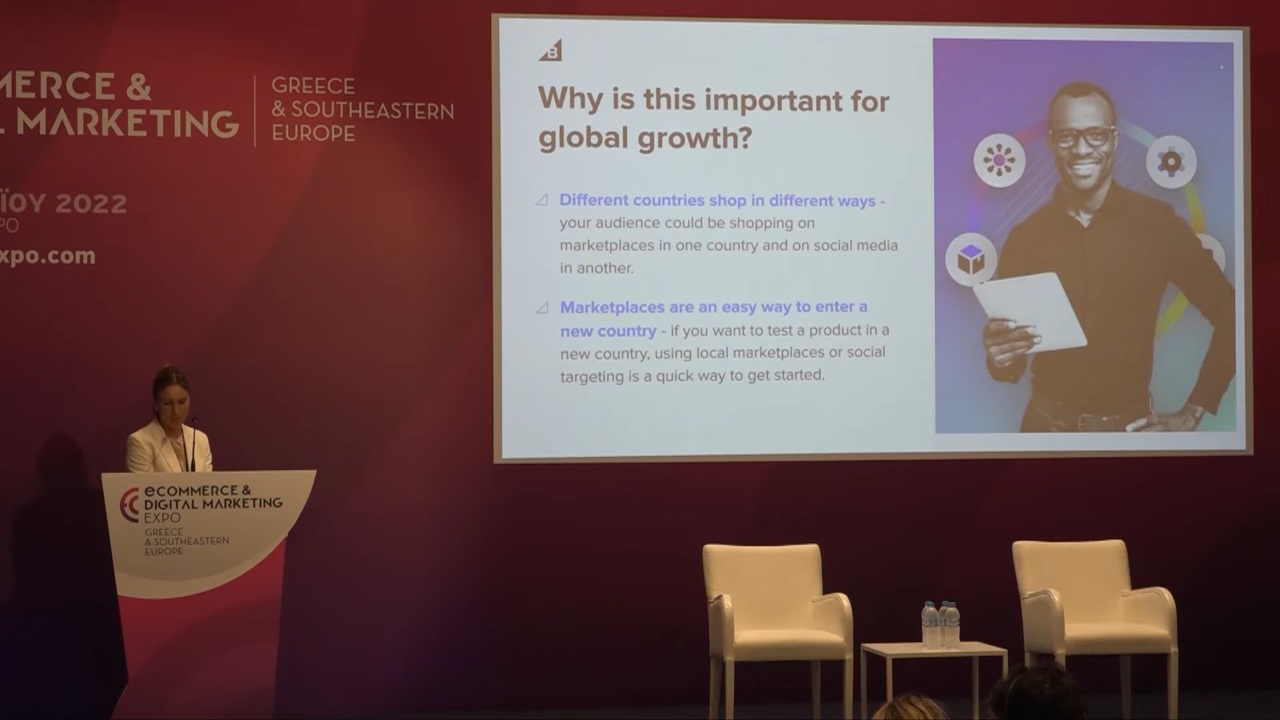 MERCE &
L MARKETING
GREECE
& SOUTHEASTERN
EUROPE
ΪΟΥ 2022
PO
xpo.com
B
Why is this important for
global growth?
Different countries shop in different ways -
your audience could be shopping on
marketplaces in one country and on social media
in another.
Marketplaces are an easy way to enter a
new country - if you want to test a product in a
new country, using local marketplaces or social
targeting is a quick way to get started.
eCOMMERCE &
DIGITAL MARKETING
EXPO
GREECE
& SOUTHEASTERN
EUROPE